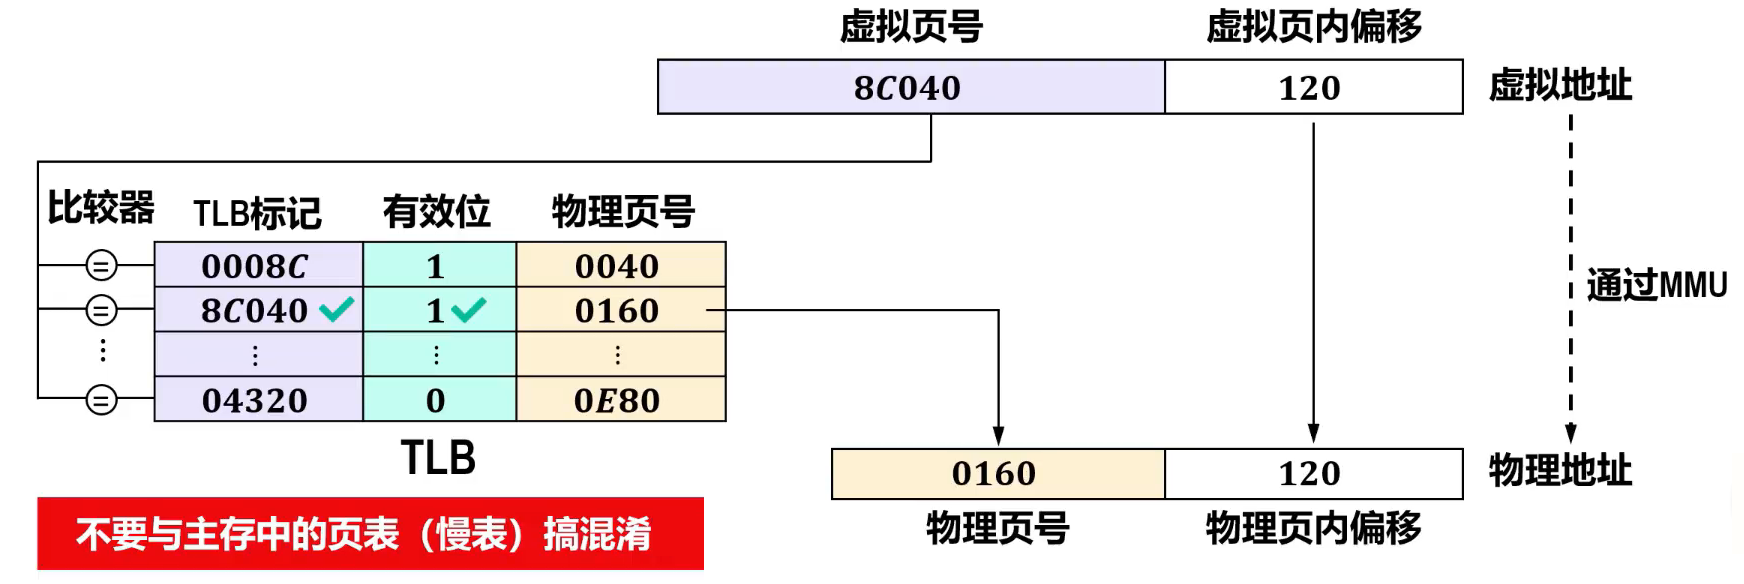 虚拟页号 虚拟页内偏移
8C040 120 虚拟地址
比较器 TLB标记 有效位 物理页号
= 0008C 1 0040
通过MMU
= 8C040 1 0160
⋮ ⋮ ⋮ ⋮
= 04320 0 0E80
TLB
0160 120 物理地址
物理页号 物理页内偏移
不要与主存中的页表（慢表）搞混淆